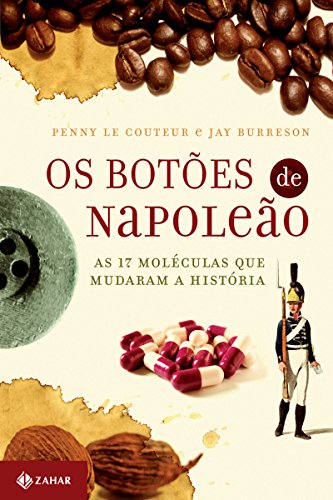 PENNY LE COUTEUR e JAY BURRESON
OS BOTÕES de
NAPOLEÃO
AS 17 MOLÉCULAS QUE
MUDARAM A HISTÓRIA
ZAHAR